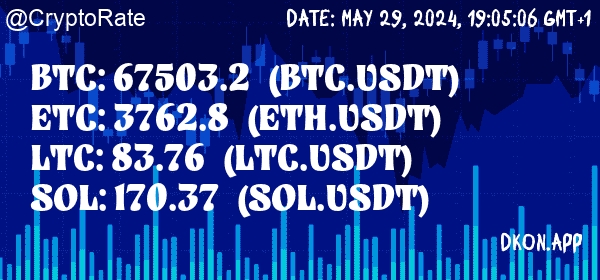 @CryptoRate
DATE: MAY 29, 2024, 19:05:06 GMT+1
BTC: 67503.2 (BTC.USDT)
ETC: 3762.8 (ETH.USDT)
LTC: 83.76 (LTC.USDT)
SOL: 170.37 (SOL.USDT)
DKON.APP